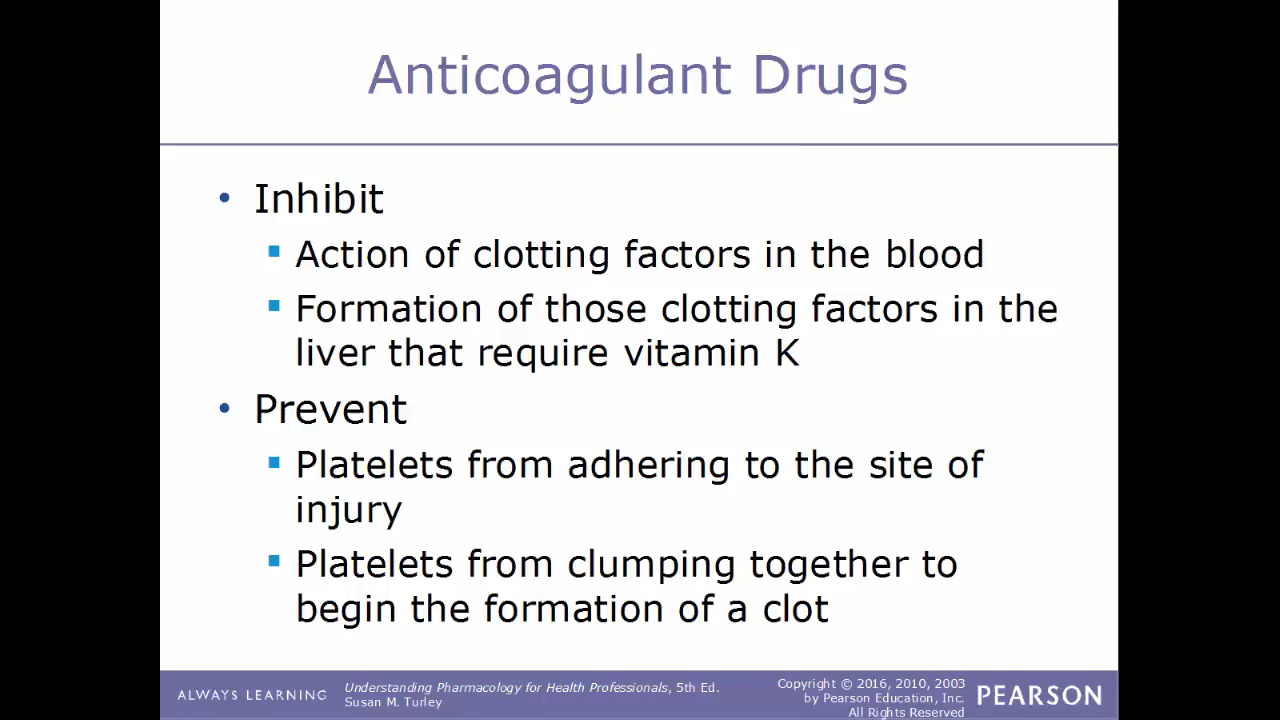 Anticoagulant Drugs
• Inhibit
▪ Action of clotting factors in the blood
▪ Formation of those clotting factors in the
liver that require vitamin K
• Prevent
▪ Platelets from adhering to the site of
injury
▪ Platelets from clumping together to
begin the formation of a clot
ALWAYS LEARNING
Understanding Pharmacology for Health Professionals, 5th Ed.
Susan M. Turley
Copyright © 2016, 2010, 2003
by Pearson Education, Inc.
All Rights Reserved
PEARSON